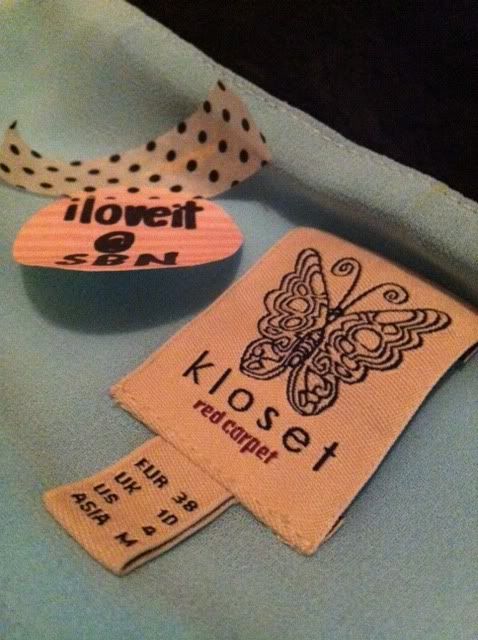 iloveit
@
SBN
kloset
red carpet
EUR 38
UK 10
US 4
ASIA M